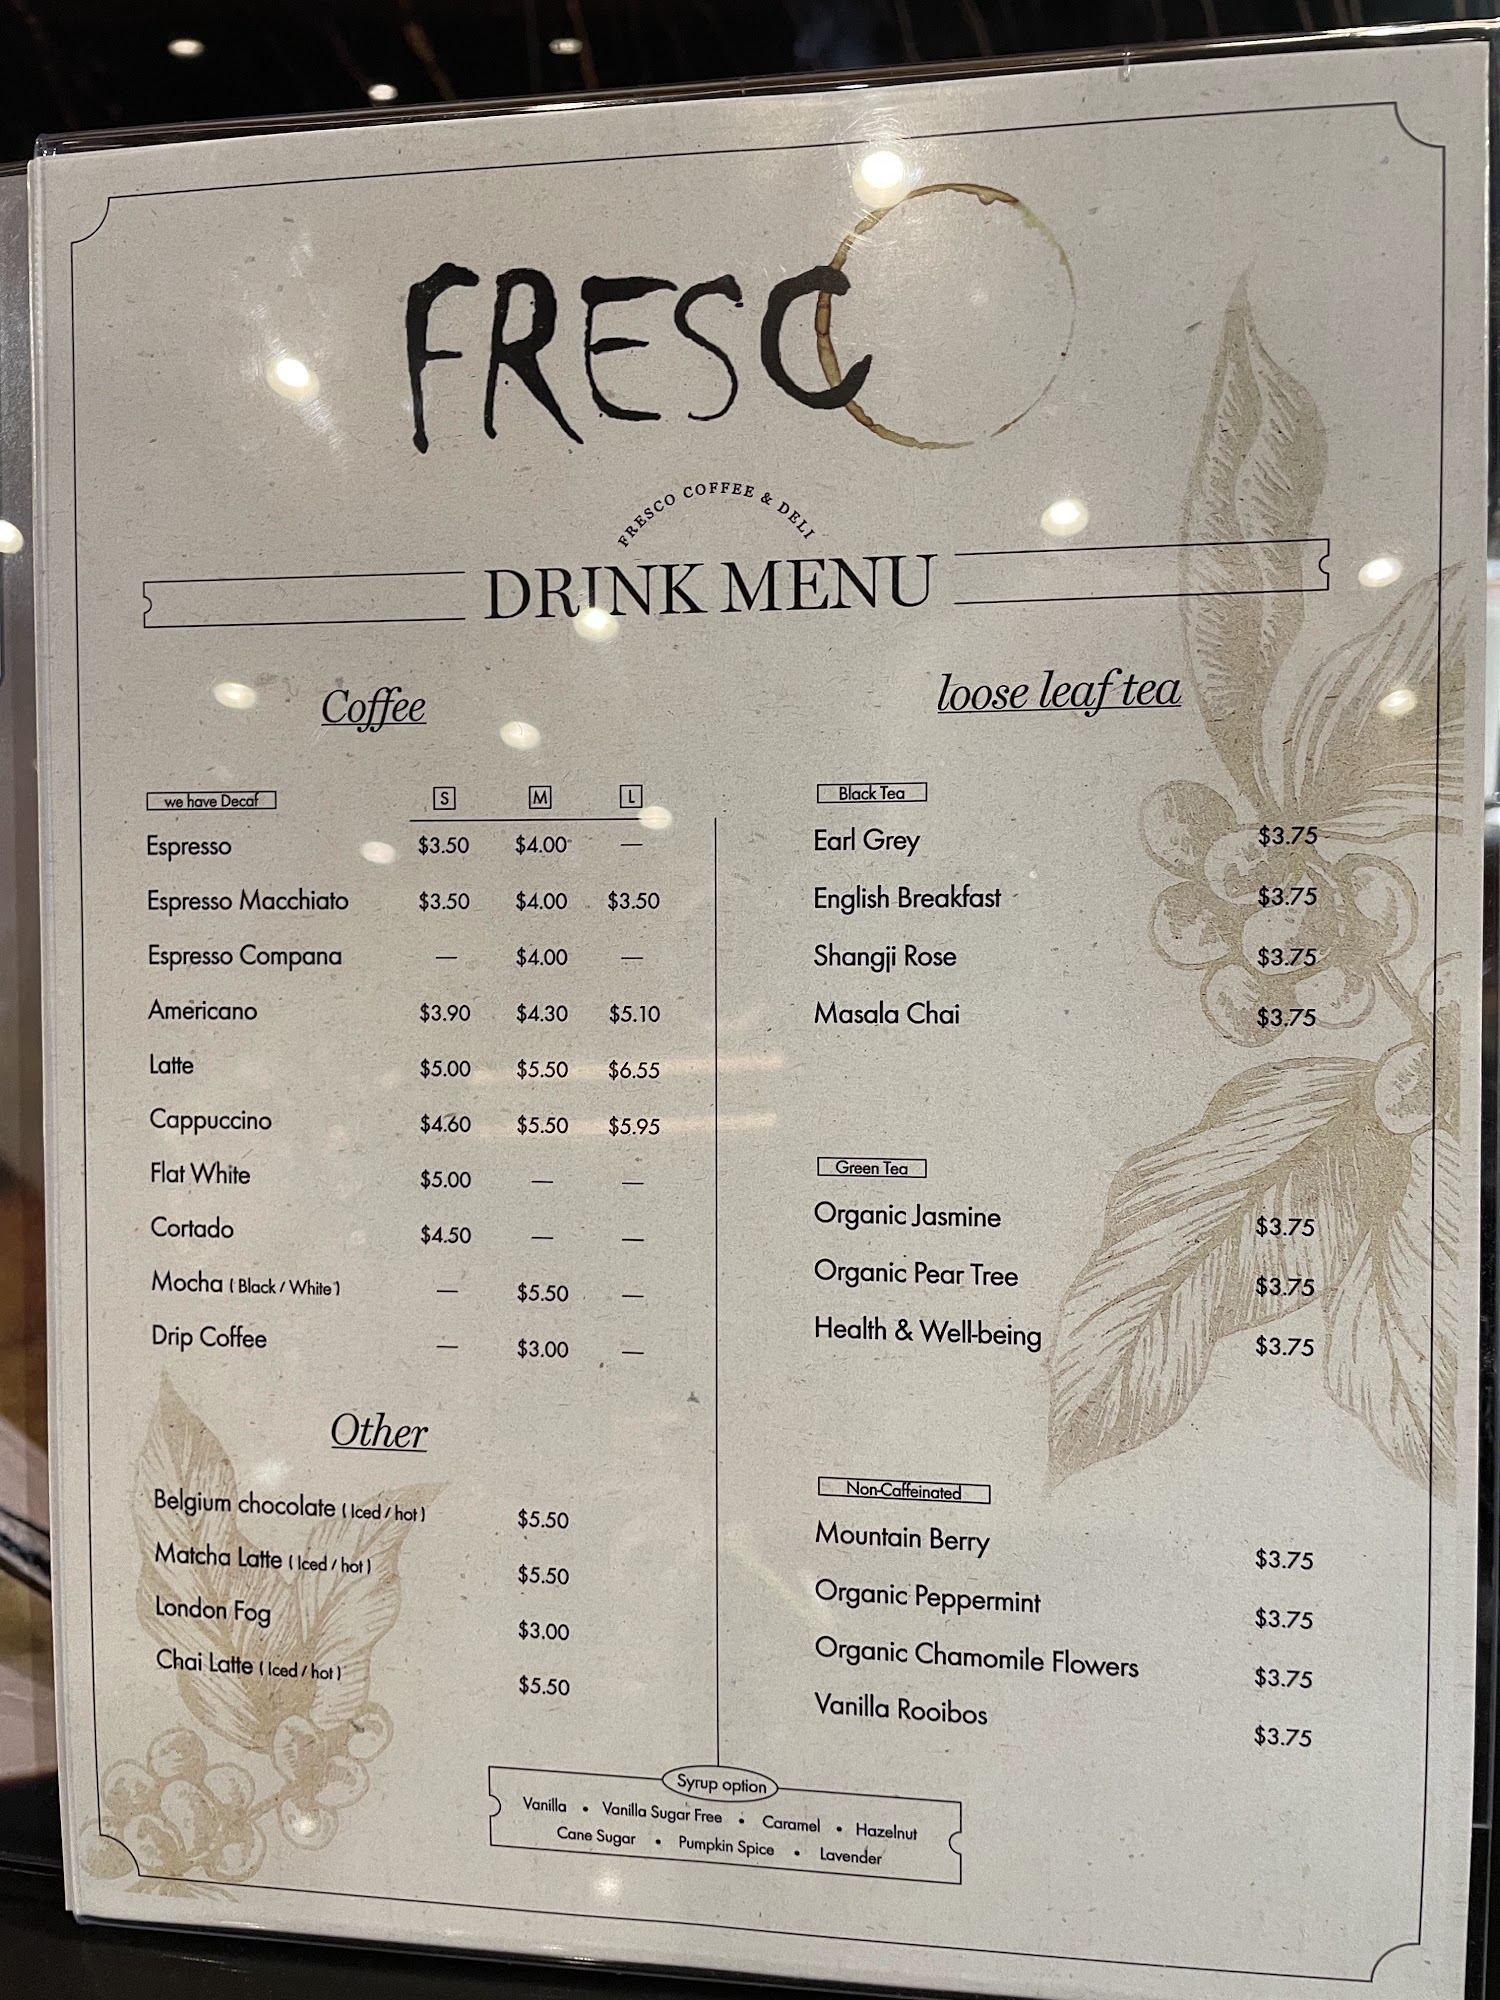 FRESCO
FRESCO COFFEE & DELI
DRINK MENU
Coffee
we have Decaf S M L
Espresso $3.50 $4.00 —
Espresso Macchiato $3.50 $4.00 $3.50
Espresso Compana — $4.00 —
Americano $3.90 $4.30 $5.10
Latte $5.00 $5.50 $6.55
Cappuccino $4.60 $5.50 $5.95
Flat White $5.00 — —
Cortado $4.50 — —
Mocha ( Black / White ) — $5.50 —
Drip Coffee — $3.00 —
Other
Belgium chocolate ( Iced / hot ) $5.50
Matcha Latte ( Iced / hot ) $5.50
London Fog $3.00
Chai Latte ( Iced / hot ) $5.50
loose leaf tea
Black Tea
Earl Grey $3.75
English Breakfast $3.75
Shangji Rose $3.75
Masala Chai $3.75
Green Tea
Organic Jasmine $3.75
Organic Pear Tree $3.75
Health & Well-being $3.75
Non-Caffeinated
Mountain Berry $3.75
Organic Peppermint $3.75
Organic Chamomile Flowers $3.75
Vanilla Rooibos $3.75
Syrup option
Vanilla • Vanilla Sugar Free • Caramel • Hazelnut
Cane Sugar • Pumpkin Spice • Lavender